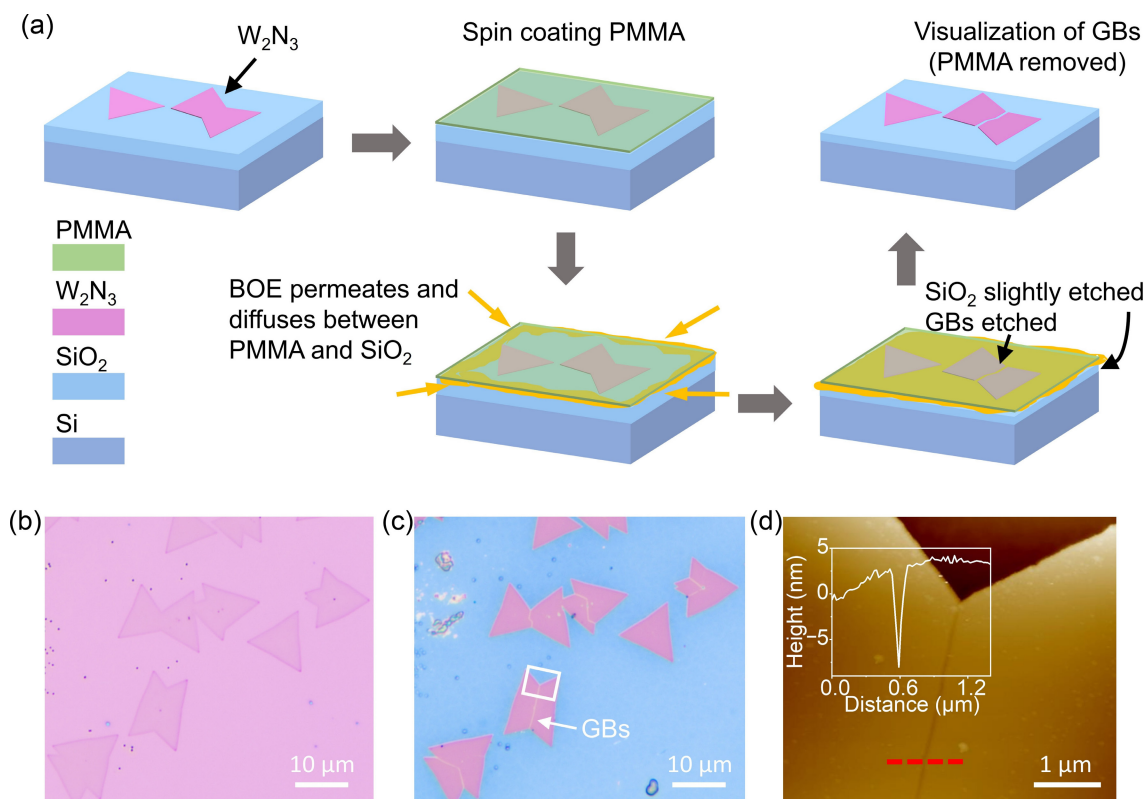 (a)
W₂N₃
Spin coating PMMA
Visualization of GBs
(PMMA removed)
PMMA
W₂N₃
SiO₂
Si
BOE permeates and
diffuses between
PMMA and SiO₂
SiO₂ slightly etched
GBs etched
(b)
10 μm
(c)
GBs
10 μm
(d)
5
0
−5
Height (nm)
0.0
0.6
1.2
Distance (μm)
1 μm